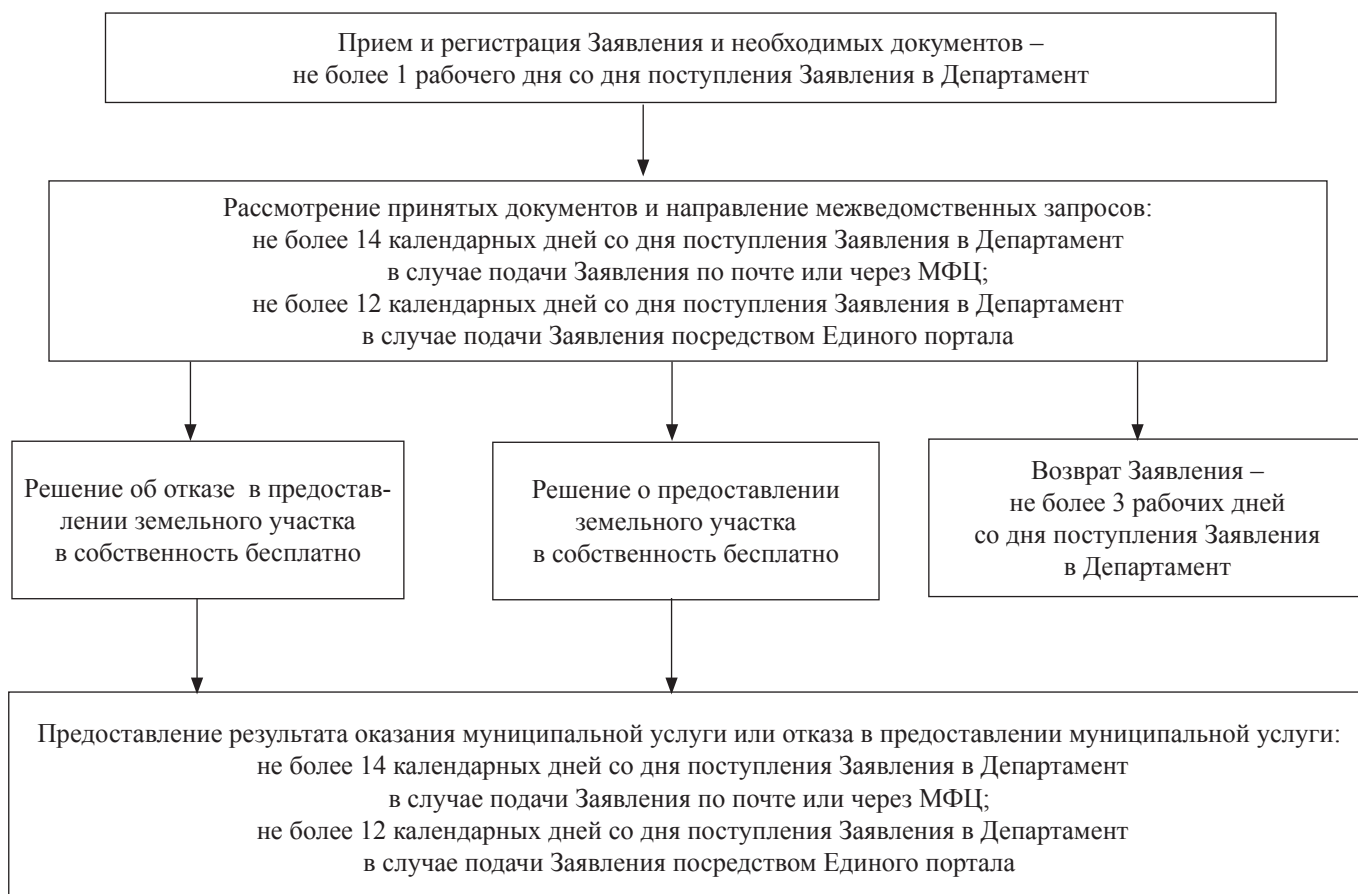 Прием и регистрация Заявления и необходимых документов –
не более 1 рабочего дня со дня поступления Заявления в Департамент
Рассмотрение принятых документов и направление межведомственных запросов:
не более 14 календарных дней со дня поступления Заявления в Департамент
в случае подачи Заявления по почте или через МФЦ;
не более 12 календарных дней со дня поступления Заявления в Департамент
в случае подачи Заявления посредством Единого портала
Решение об отказе в предостав-
лении земельного участка
в собственность бесплатно
Решение о предоставлении
земельного участка
в собственность бесплатно
Возврат Заявления –
не более 3 рабочих дней
со дня поступления Заявления
в Департамент
Предоставление результата оказания муниципальной услуги или отказа в предоставлении муниципальной услуги:
не более 14 календарных дней со дня поступления Заявления в Департамент
в случае подачи Заявления по почте или через МФЦ;
не более 12 календарных дней со дня поступления Заявления в Департамент
в случае подачи Заявления посредством Единого портала